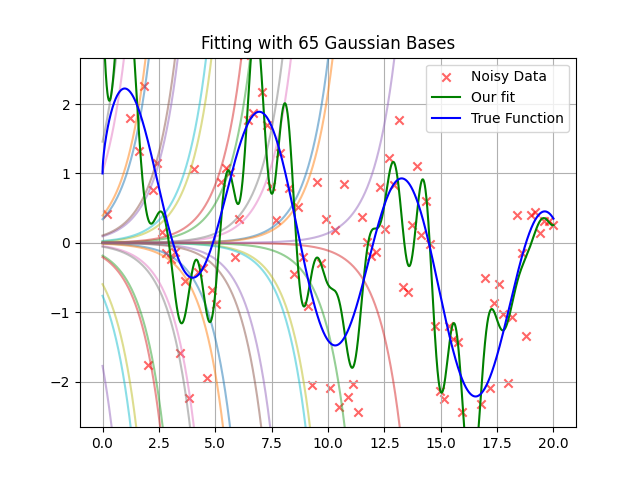 Fitting with 65 Gaussian Bases
Noisy Data
Our fit
True Function
2
1
0
−1
−2
0.0 2.5 5.0 7.5 10.0 12.5 15.0 17.5 20.0